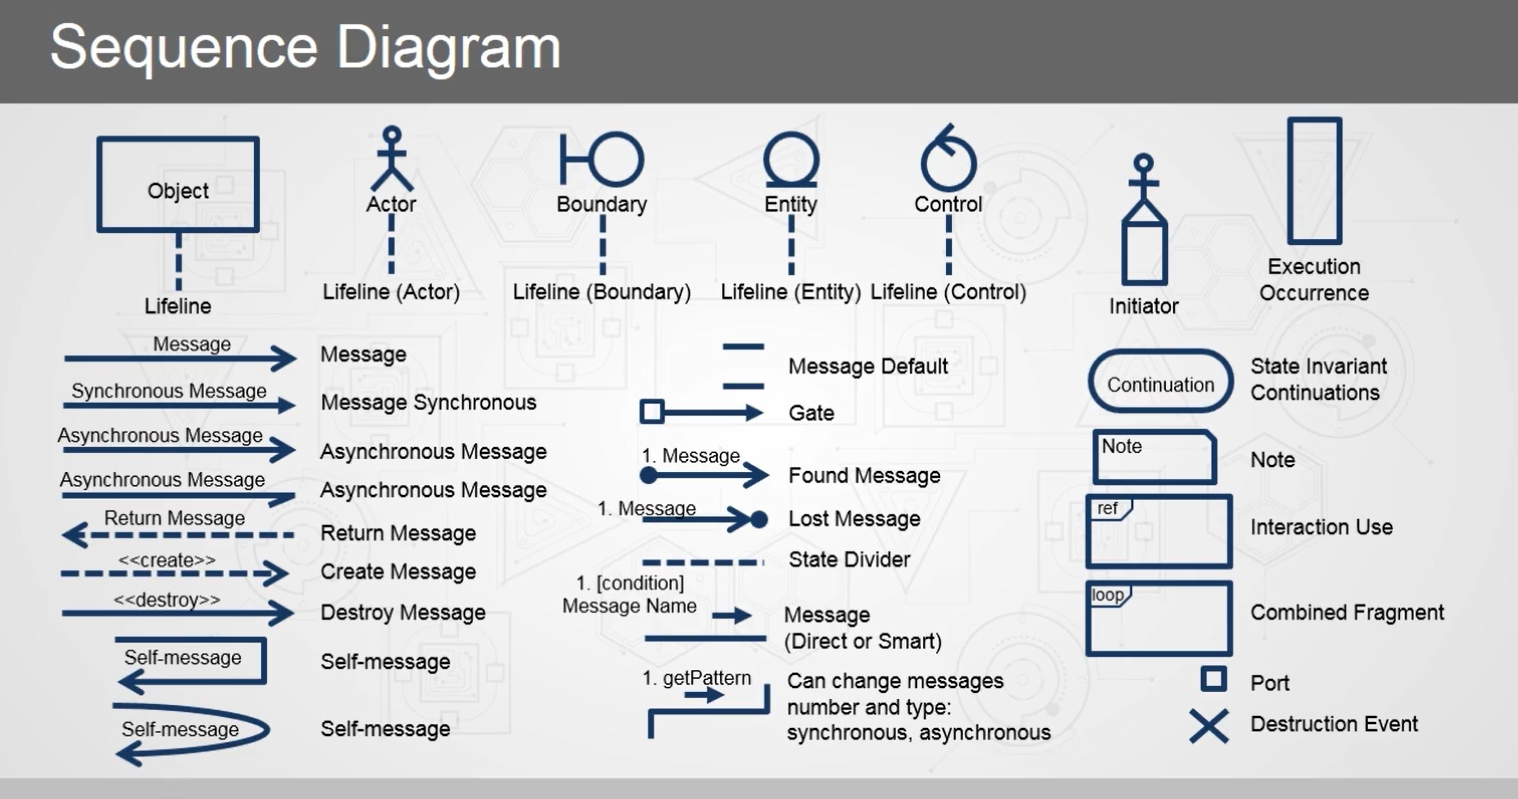 Sequence Diagram
Object
Lifeline
Actor
Lifeline (Actor)
Boundary
Lifeline (Boundary)
Entity
Lifeline (Entity)
Control
Lifeline (Control)
Initiator
Execution
Occurrence
Message
Message
Synchronous Message
Message Synchronous
Asynchronous Message
Asynchronous Message
Asynchronous Message
Asynchronous Message
Return Message
Return Message
<<create>>
Create Message
<<destroy>>
Destroy Message
Self-message
Self-message
Self-message
Self-message
Message Default
Gate
1. Message
Found Message
1. Message
Lost Message
State Divider
1. [condition]
Message Name
Message
(Direct or Smart)
1. getPattern
Can change messages
number and type:
synchronous, asynchronous
Continuation
State Invariant
Continuations
Note
Note
ref
Interaction Use
loop
Combined Fragment
Port
Destruction Event